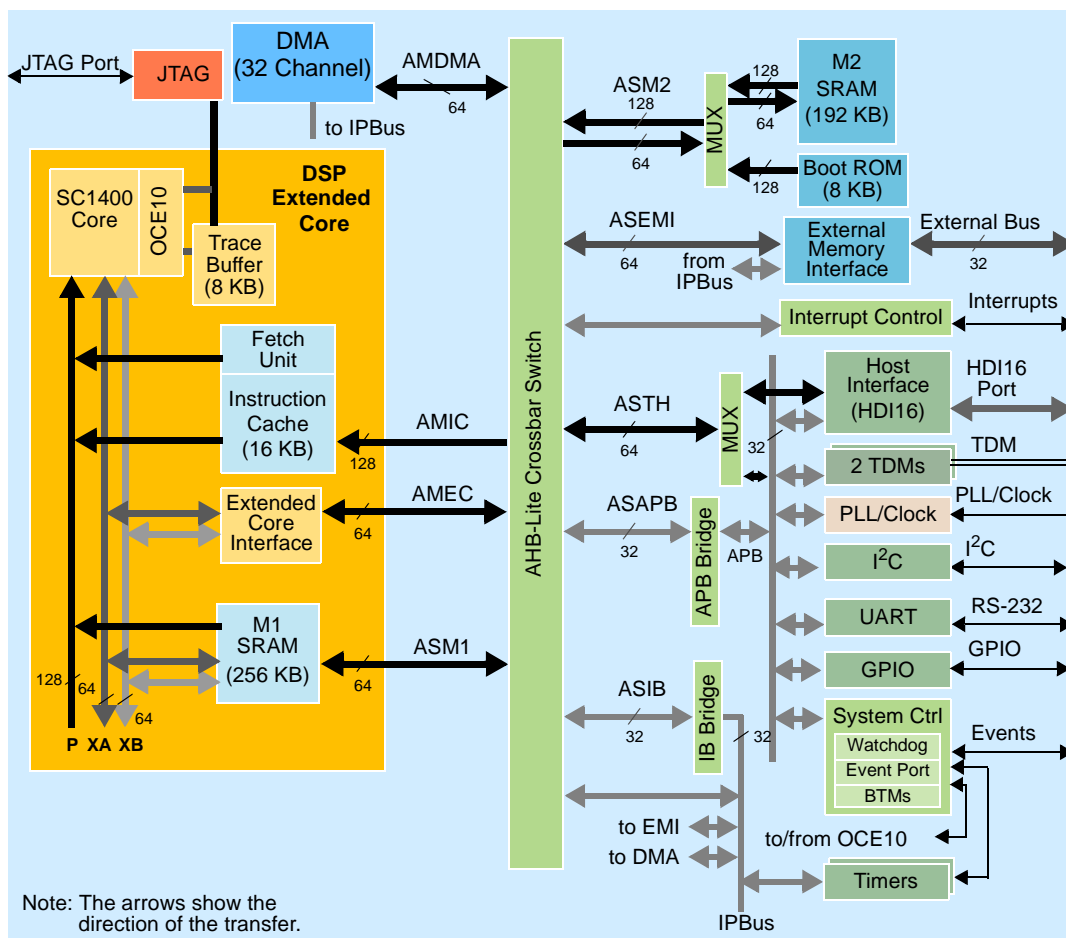 JTAG Port
JTAG
DMA
(32 Channel)
to IPBus
AMDMA
64
DSP
Extended
Core
SC1400
Core
OCE10
Trace
Buffer
(8 KB)
Fetch
Unit
Instruction
Cache
(16 KB)
AMIC
128
Extended
Core
Interface
AMEC
64
M1
SRAM
(256 KB)
ASM1
64
128
64
64
P
XA
XB
AHB-Lite Crossbar Switch
ASM2
128
64
MUX
128
64
M2
SRAM
(192 KB)
128
Boot ROM
(8 KB)
ASEMI
64
from
IPBus
External
Memory
Interface
External Bus
32
Interrupt Control
Interrupts
ASTH
64
MUX
32
Host
Interface
(HDI16)
HDI16
Port
2 TDMs
TDM
PLL/Clock
PLL/Clock
ASAPB
32
APB Bridge
APB
I²C
I²C
UART
RS-232
GPIO
GPIO
ASIB
32
IB Bridge
32
System Ctrl
Watchdog
Event Port
BTMs
Events
to EMI
to DMA
to/from OCE10
Timers
IPBus
Note: The arrows show the
direction of the transfer.